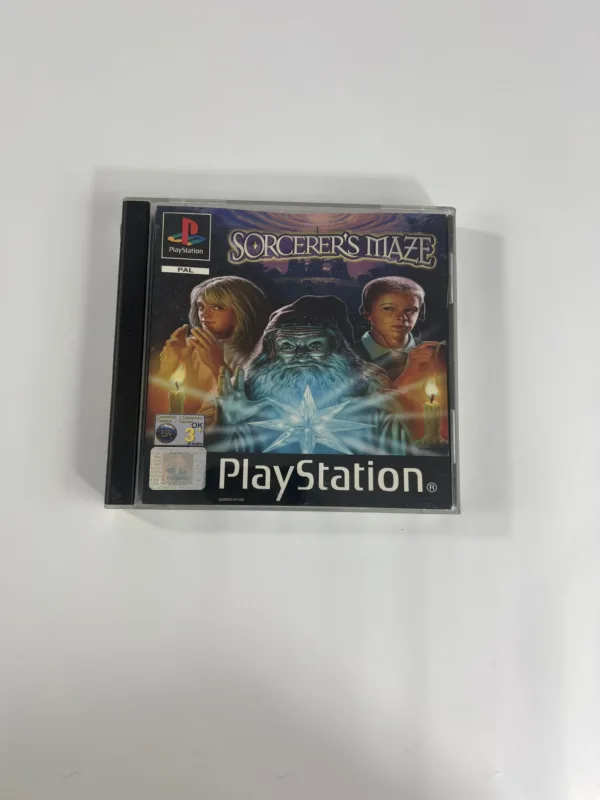 PlayStation
PAL
SORCERER'S MAZE
OK
3
PlayStation®